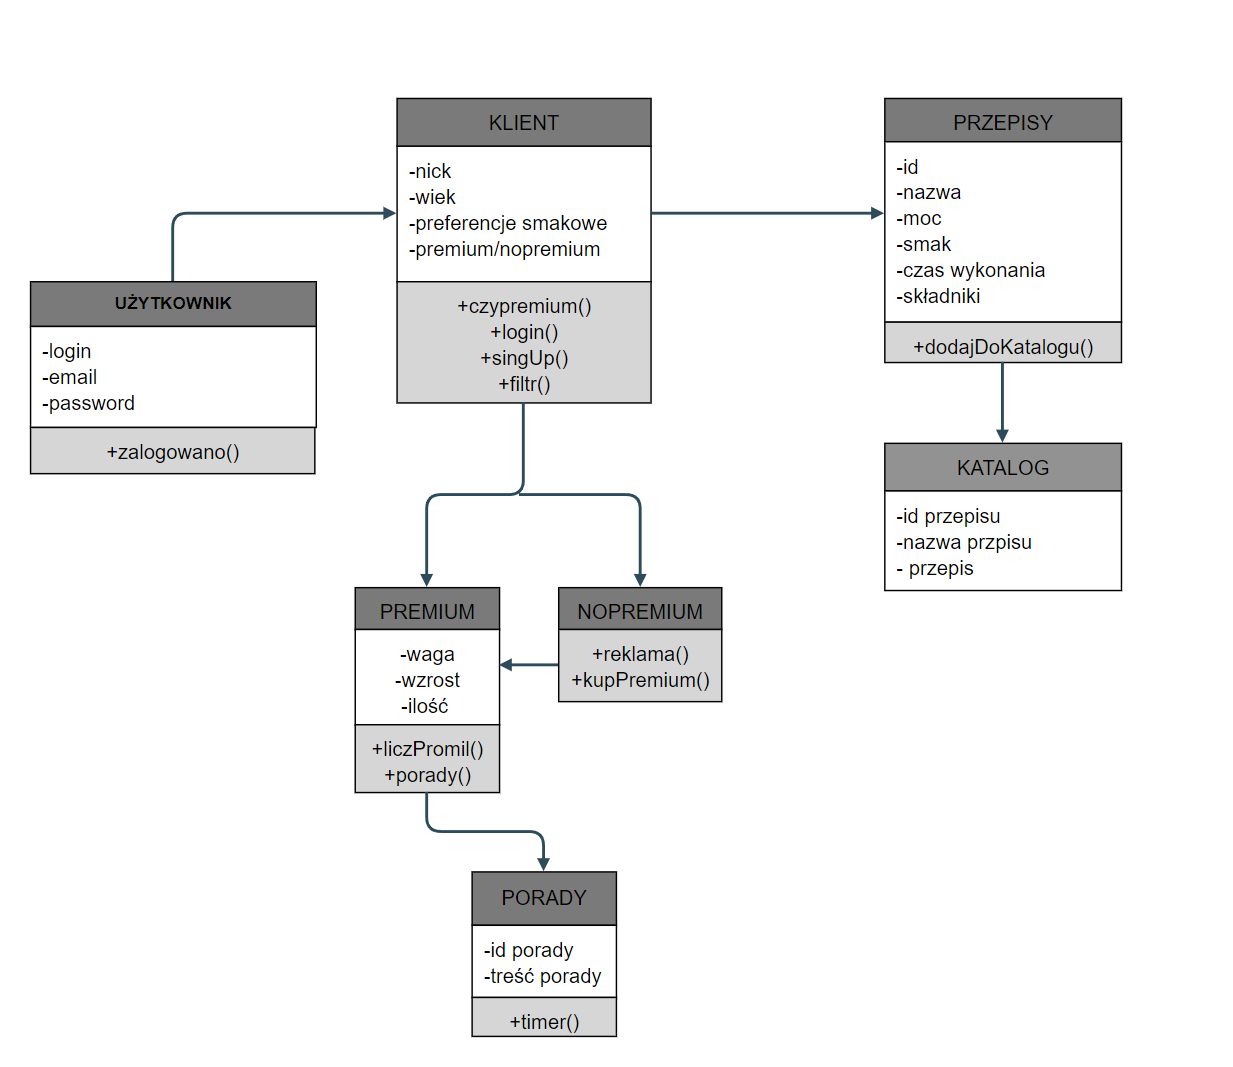 KLIENT
-nick
-wiek
-preferencje smakowe
-premium/nopremium
+czypremium()
+login()
+singUp()
+filtr()
PRZEPISY
-id
-nazwa
-moc
-smak
-czas wykonania
-składniki
+dodajDoKatalogu()
UŻYTKOWNIK
-login
-email
-password
+zalogowano()
KATALOG
-id przepisu
-nazwa przpisu
- przepis
PREMIUM
-waga
-wzrost
-ilość
+liczPromil()
+porady()
NOPREMIUM
+reklama()
+kupPremium()
PORADY
-id porady
-treść porady
+timer()